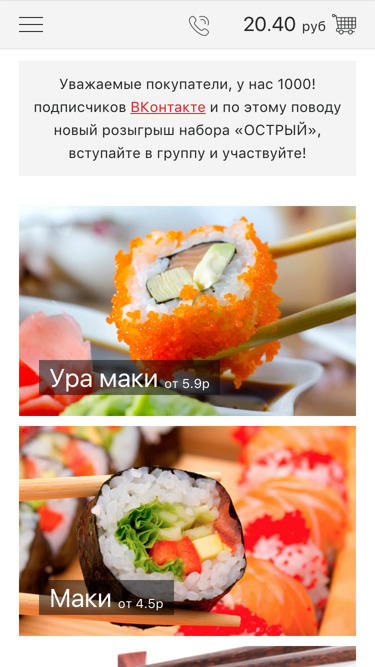 20.40 руб
Уважаемые покупатели, у нас 1000!
подписчиков ВКонтакте и по этому поводу
новый розыгрыш набора «ОСТРЫЙ»,
вступайте в группу и участвуйте!
Ура маки от 5.9р
Маки от 4.5р